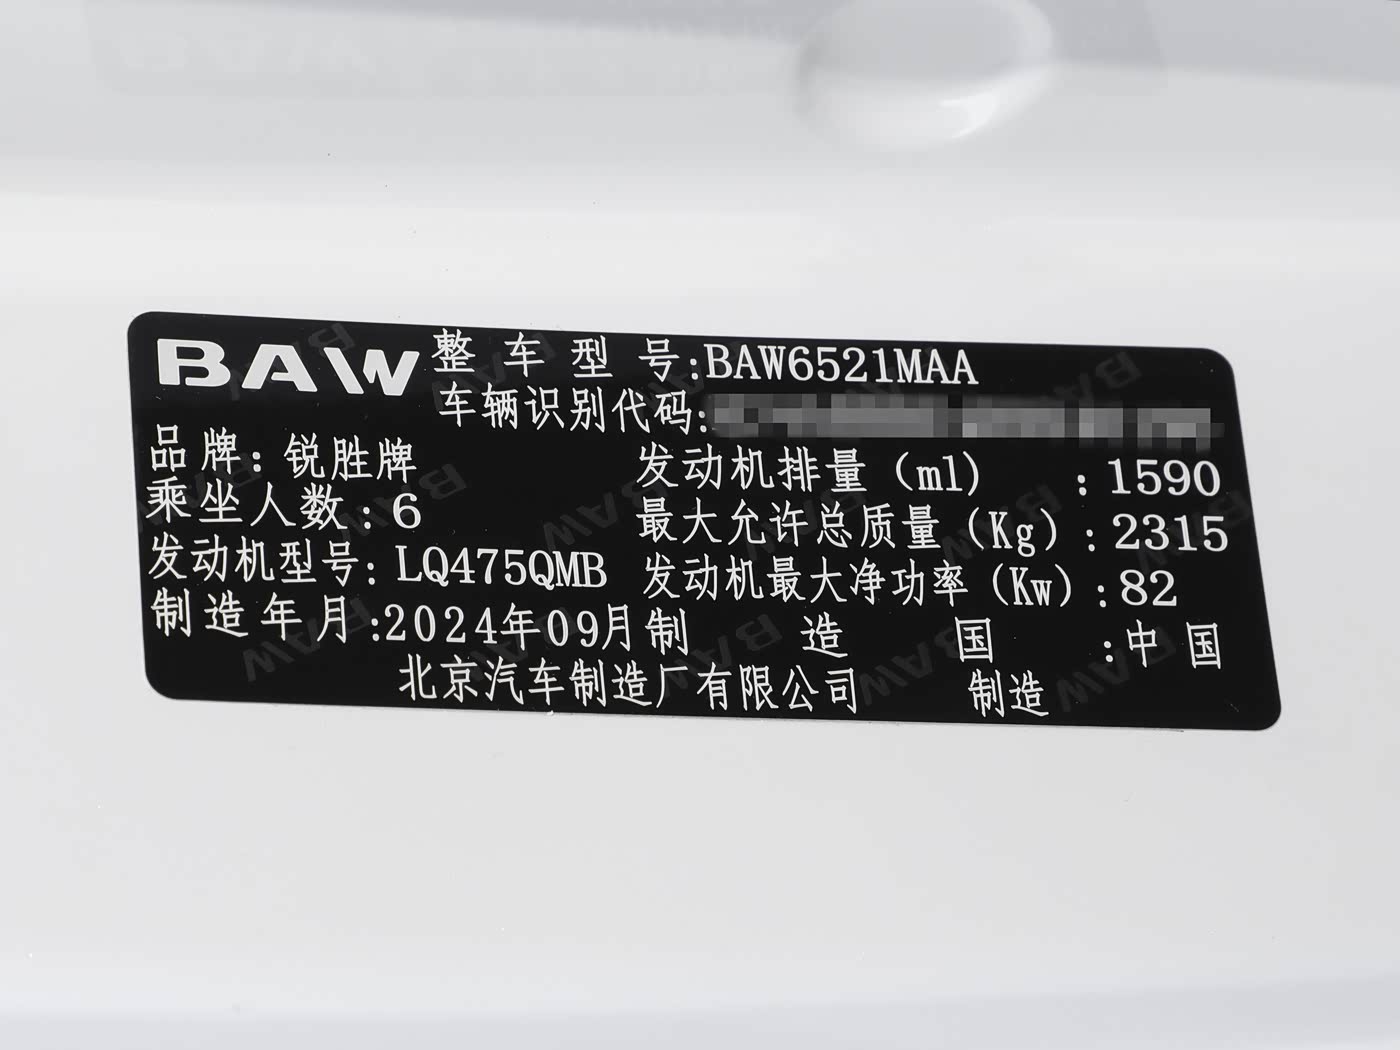 BAW 整车型号:BAW6521MAA
车辆识别代码:
品牌:锐胜牌 发动机排量(ml) :1590
乘坐人数:6 最大允许总质量(Kg):2315
发动机型号:LQ475QMB 发动机最大净功率(Kw):82
制造年月:2024年09月 制造国:中国
北京汽车制造厂有限公司 制造